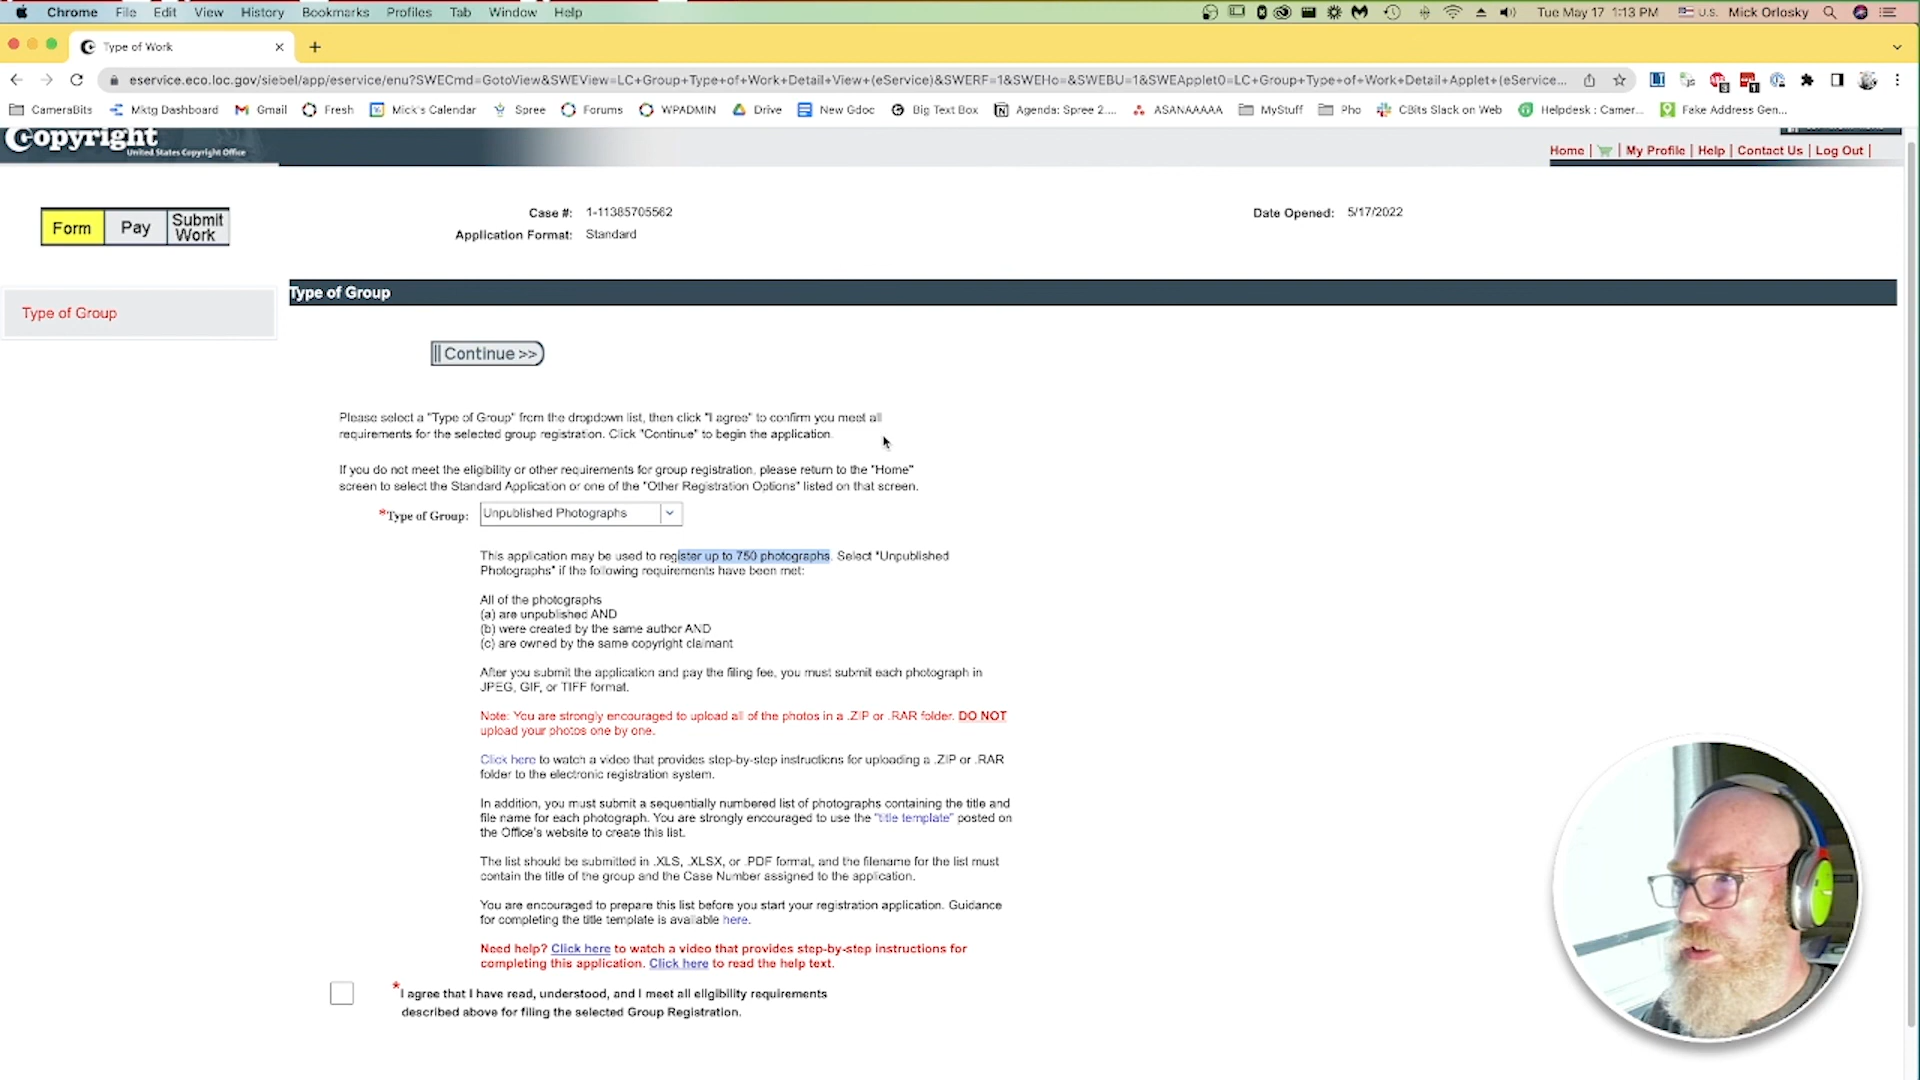 Chrome File Edit View History Bookmarks Profiles Tab Window Help
Tue May 17 1:13 PM U.S. Mick Orlosky
Type of Work
eservice.eco.loc.gov/siebel/app/eservice/enu?SWECmd=GotoView&SWEView=LC+Group+Type+of+Work+Detail+View+(eService)&SWERF=1&SWEHo=&SWEBU=1&SWEApplet0=LC+Group+Type+of+Work+Detail+Applet+(eService...
CameraBits Mktg Dashboard Gmail Fresh Mick's Calendar Spree Forums WPADMIN Drive New Gdoc Big Text Box Agenda: Spree 2.... ASANAAAAA MyStuff Pho CBits Slack on Web Helpdesk : Camer... Fake Address Gen...
Copyright
United States Copyright Office
Home | | My Profile | Help | Contact Us | Log Out |
Form Pay Submit Work
Case #: 1-11385705562
Date Opened: 5/17/2022
Application Format: Standard
Type of Group
Type of Group
Continue >>
Please select a "Type of Group" from the dropdown list, then click "I agree" to confirm you meet all
requirements for the selected group registration. Click "Continue" to begin the application.
If you do not meet the eligibility or other requirements for group registration, please return to the "Home"
screen to select the Standard Application or one of the "Other Registration Options" listed on that screen.
*Type of Group: Unpublished Photographs
This application may be used to register up to 750 photographs. Select "Unpublished
Photographs" if the following requirements have been met:
All of the photographs
(a) are unpublished AND
(b) were created by the same author AND
(c) are owned by the same copyright claimant
After you submit the application and pay the filing fee, you must submit each photograph in
JPEG, GIF, or TIFF format.
Note: You are strongly encouraged to upload all of the photos in a .ZIP or .RAR folder. DO NOT
upload your photos one by one.
Click here to watch a video that provides step-by-step instructions for uploading a .ZIP or .RAR
folder to the electronic registration system.
In addition, you must submit a sequentially numbered list of photographs containing the title and
file name for each photograph. You are strongly encouraged to use the "title template" posted on
the Office's website to create this list.
The list should be submitted in .XLS, .XLSX, or .PDF format, and the filename for the list must
contain the title of the group and the Case Number assigned to the application.
You are encouraged to prepare this list before you start your registration application. Guidance
for completing the title template is available here.
Need help? Click here to watch a video that provides step-by-step instructions for
completing this application. Click here to read the help text.
*I agree that I have read, understood, and I meet all eligibility requirements
described above for filing the selected Group Registration.